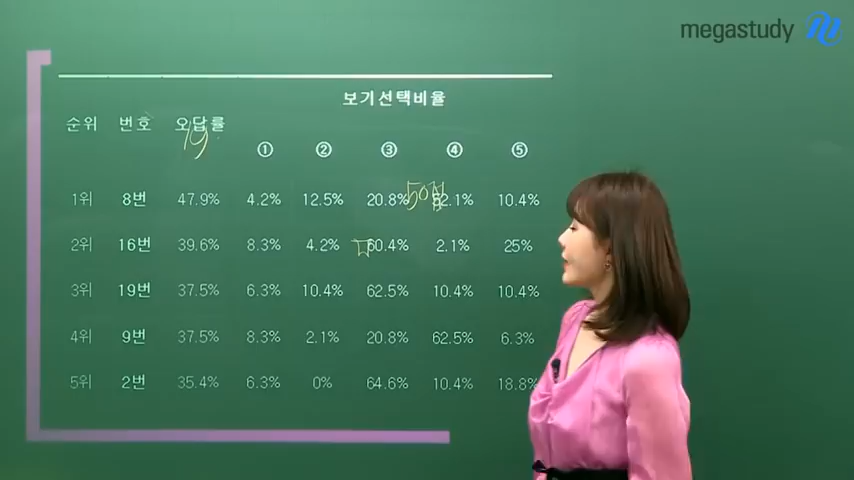 megastudy
보기선택비율
순위 번호 오답률
① ② ③ ④ ⑤
1위 8번 47.9% 4.2% 12.5% 20.8% 52.1% 10.4%
2위 16번 39.6% 8.3% 4.2% 60.4% 2.1% 25%
3위 19번 37.5% 6.3% 10.4% 62.5% 10.4% 10.4%
4위 9번 37.5% 8.3% 2.1% 20.8% 62.5% 6.3%
5위 2번 35.4% 6.3% 0% 64.6% 10.4% 18.8%